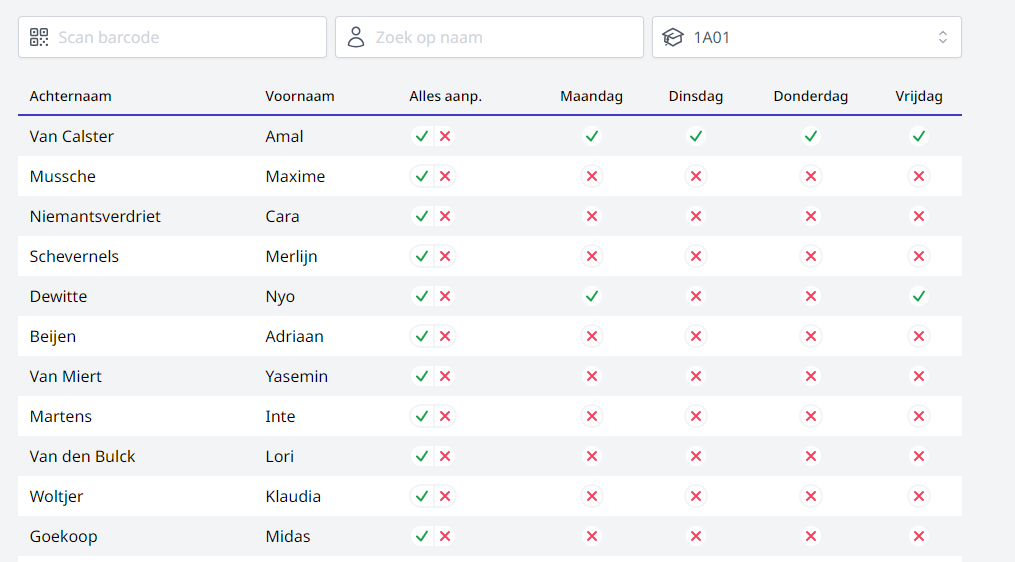 Scan barcode Zoek op naam 1A01
Achternaam Voornaam Alles aanp. Maandag Dinsdag Donderdag Vrijdag
Van Calster Amal
Mussche Maxime
Niemantsverdriet Cara
Schevernels Merlijn
Dewitte Nyo
Beijen Adriaan
Van Miert Yasemin
Martens Inte
Van den Bulck Lori
Woltjer Klaudia
Goekoop Midas